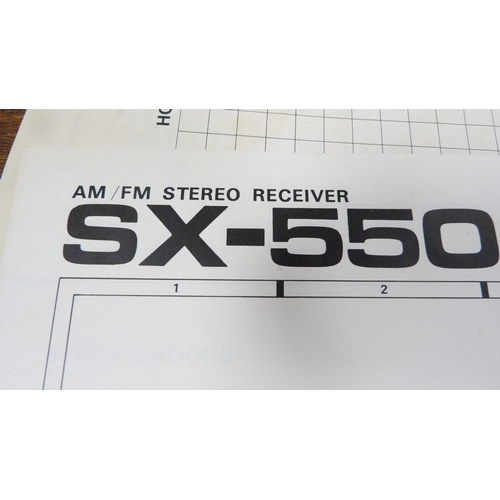 HO
AM/FM STEREO RECEIVER
SX-550
1 2